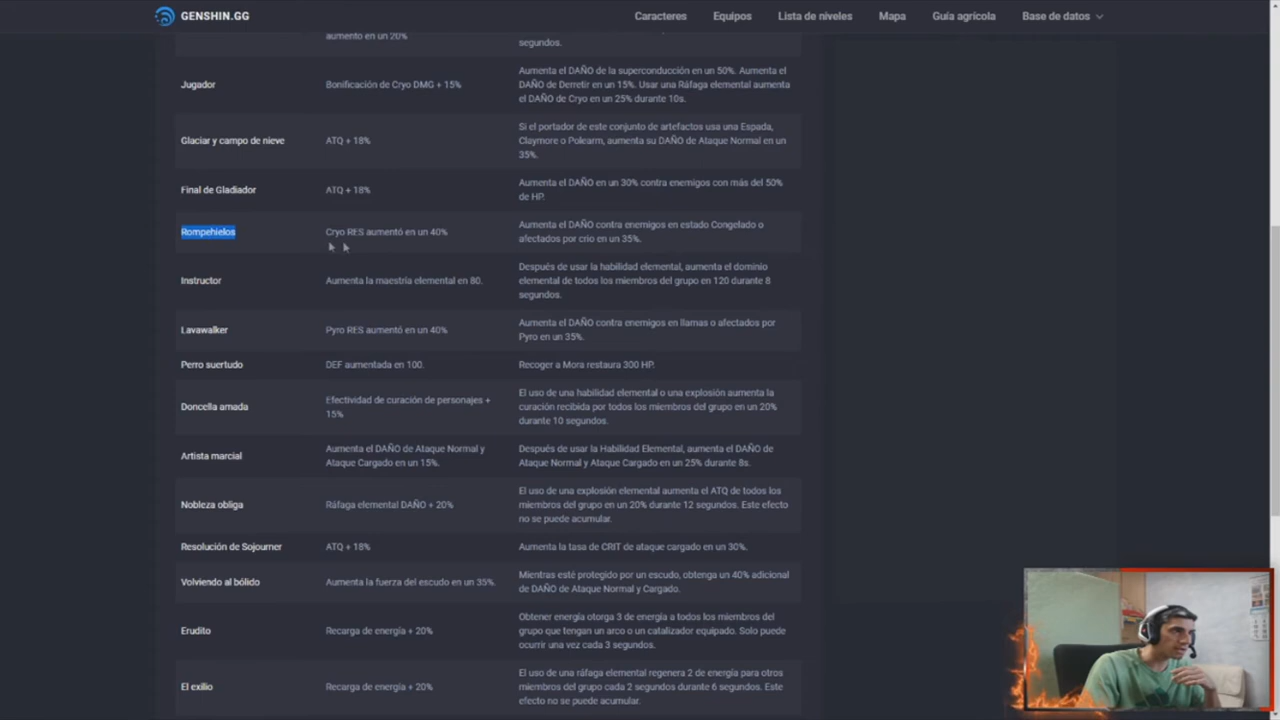 GENSHIN.GG
Caracteres
Equipos
Lista de niveles
Mapa
Guía agrícola
Base de datos
aumento en un 20%
segundos.
Jugador
Bonificación de Cryo DMG + 15%
Aumenta el DAÑO de la superconducción en un 50%. Aumenta el
DAÑO de Derretir en un 15%. Usar una Ráfaga elemental aumenta
el DAÑO de Cryo en un 25% durante 10s.
Glaciar y campo de nieve
ATQ + 18%
Si el portador de este conjunto de artefactos usa una Espada,
Claymore o Polearm, aumenta su DAÑO de Ataque Normal en un
35%.
Final de Gladiador
ATQ + 18%
Aumenta el DAÑO en un 30% contra enemigos con más del 50%
de HP.
Rompehielos
Cryo RES aumentó en un 40%
Aumenta el DAÑO contra enemigos en estado Congelado o
afectados por crio en un 35%.
Instructor
Aumenta la maestría elemental en 80.
Después de usar la habilidad elemental, aumenta el dominio
elemental de todos los miembros del grupo en 120 durante 8
segundos.
Lavawalker
Pyro RES aumentó en un 40%
Aumenta el DAÑO contra enemigos en llamas o afectados por
Pyro en un 35%.
Perro suertudo
DEF aumentada en 100.
Recoger a Mora restaura 300 HP.
Doncella amada
Efectividad de curación de personajes +
15%
El uso de una habilidad elemental o una explosión aumenta la
curación recibida por todos los miembros del grupo en un 20%
durante 10 segundos.
Artista marcial
Aumenta el DAÑO de Ataque Normal y
Ataque Cargado en un 15%.
Después de usar la Habilidad Elemental, aumenta el DAÑO de
Ataque Normal y Ataque Cargado en un 25% durante 8s.
Nobleza obliga
Ráfaga elemental DAÑO + 20%
El uso de una explosión elemental aumenta el ATQ de todos los
miembros del grupo en un 20% durante 12 segundos. Este efecto
no se puede acumular.
Resolución de Sojourner
ATQ + 18%
Aumenta la tasa de CRIT de ataque cargado en un 30%.
Volviendo al bólido
Aumenta la fuerza del escudo en un 35%.
Mientras esté protegido por un escudo, obtenga un 40% adicional
de DAÑO de Ataque Normal y Cargado.
Erudito
Recarga de energía + 20%
Obtener energía otorga 3 de energía a todos los miembros del
grupo que tengan un arco o un catalizador equipado. Solo puede
ocurrir una vez cada 3 segundos.
El exilio
Recarga de energía + 20%
El uso de una ráfaga elemental regenera 2 de energía para otros
miembros del grupo cada 2 segundos durante 6 segundos. Este
efecto no se puede acumular.